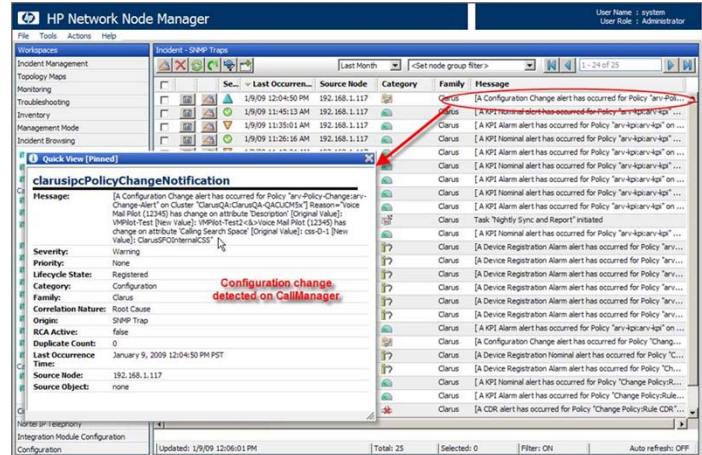 HP Network Node Manager
User Name : system
User Role : Administrator
File Tools Actions Help
Workspaces
Incident Management
Topology Maps
Monitoring
Troubleshooting
Inventory
Management Mode
Incident Browsing
Incident - SNMP Traps
Last Month <Set node group filter> 1 - 24 of 25
Se... Last Occurren... Source Node Category Family Message
1/9/09 12:04:50 PM 192.168.1.117 Clarus [A Configuration Change alert has occurred for Policy "arv-Poli...
1/9/09 11:45:13 AM 192.168.1.117 Clarus [ A KPI Nominal alert has occurred for Policy "arv-kpi:arv-kpi" ...
1/9/09 11:35:01 AM 192.168.1.117 Clarus [ A KPI Alarm alert has occurred for Policy "arv-kpi:arv-kpi" on ...
1/9/09 11:26:16 AM 192.168.1.117 Clarus [ A KPI Nominal alert has occurred for Policy "arv-kpi:arv-kpi" ...
Clarus [ A KPI Alarm alert has occurred for Policy "arv-kpi:arv-kpi" on ...
Clarus [ A KPI Nominal alert has occurred for Policy "arv-kpi:arv-kpi" ...
Clarus [ A KPI Alarm alert has occurred for Policy "arv-kpi:arv-kpi" on ...
Clarus [ A KPI Nominal alert has occurred for Policy "arv-kpi:arv-kpi" ...
Clarus Task "Nightly Sync and Report" initiated
Clarus [A Device Registration Alarm alert has occurred for Policy "arv...
Clarus [A Device Registration Alarm alert has occurred for Policy "arv...
Clarus [A Device Registration Alarm alert has occurred for Policy "arv...
Clarus [A Device Registration Alarm alert has occurred for Policy "arv...
Clarus [ A KPI Alarm alert has occurred for Policy "arv-kpi:arv-kpi" on ...
Clarus [A Configuration Change alert has occurred for Policy "Chang...
Clarus [A Device Registration Nominal alert has occurred for Policy "C...
Clarus [A Device Registration Alarm alert has occurred for Policy "Ch...
Clarus [ A KPI Nominal alert has occurred for Policy "Change Policy:R...
Clarus [ A KPI Alarm alert has occurred for Policy "Change Policy:Rule...
Clarus [A CDR alert has occurred for Policy "Change Policy:Rule CDR"...
Quick View [Pinned]
clarusipcPolicyChangeNotification
Message: [A Configuration Change alert has occurred for Policy "arv-Policy-Change:arv-
Change-Alert" on Cluster "ClarusQA:ClarusQA-QACUCM5x"] Reason="Voice
Mail Pilot (12345) has change on attribute 'Description' [Original Value]:
VMPilot-Test [New Value]: VMPilot-Test2<&>Voice Mail Pilot (12345) has
change on attribute 'Calling Search Space' [Original Value]: css-D-1 [New
Value]: ClarusSFOInternalCSS"
Severity: Warning
Priority: None
Lifecycle State: Registered
Category: Configuration
Family: Clarus
Correlation Nature: Root Cause
Origin: SNMP Trap
RCA Active: false
Duplicate Count: 0
Last Occurrence Time: January 9, 2009 12:04:50 PM PST
Source Node: 192.168.1.117
Source Object: none
Configuration change
detected on CallManager
Nortel IP Telephony
Integration Module Configuration
Configuration
Updated: 1/9/09 12:06:01 PM Total: 25 Selected: 0 Filter: ON Auto refresh: OFF